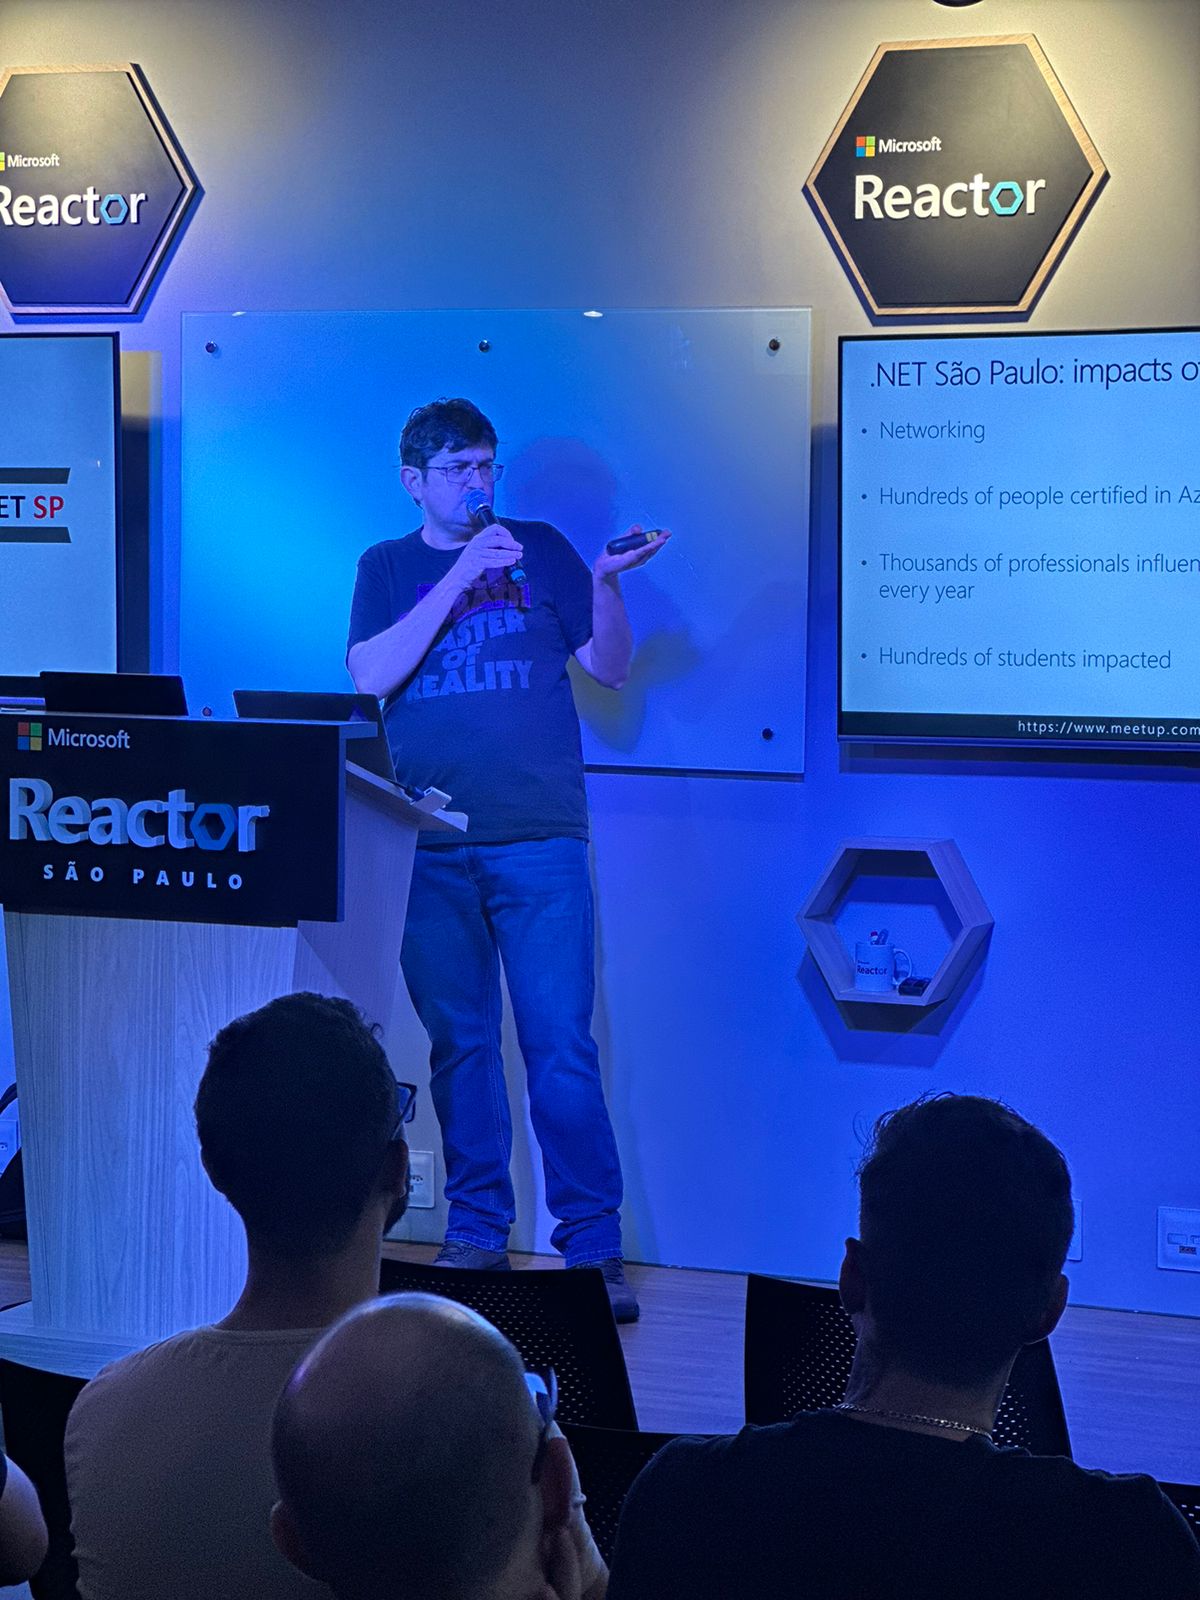 Microsoft
Reactor
Microsoft
Reactor
ET SP
.NET São Paulo: impacts
• Networking
• Hundreds of people certified in Az
• Thousands of professionals influen
every year
• Hundreds of students impacted
https://www.meetup.com
ASTER
OF
REALITY
Microsoft
Reactor
SÃO PAULO
Reactor